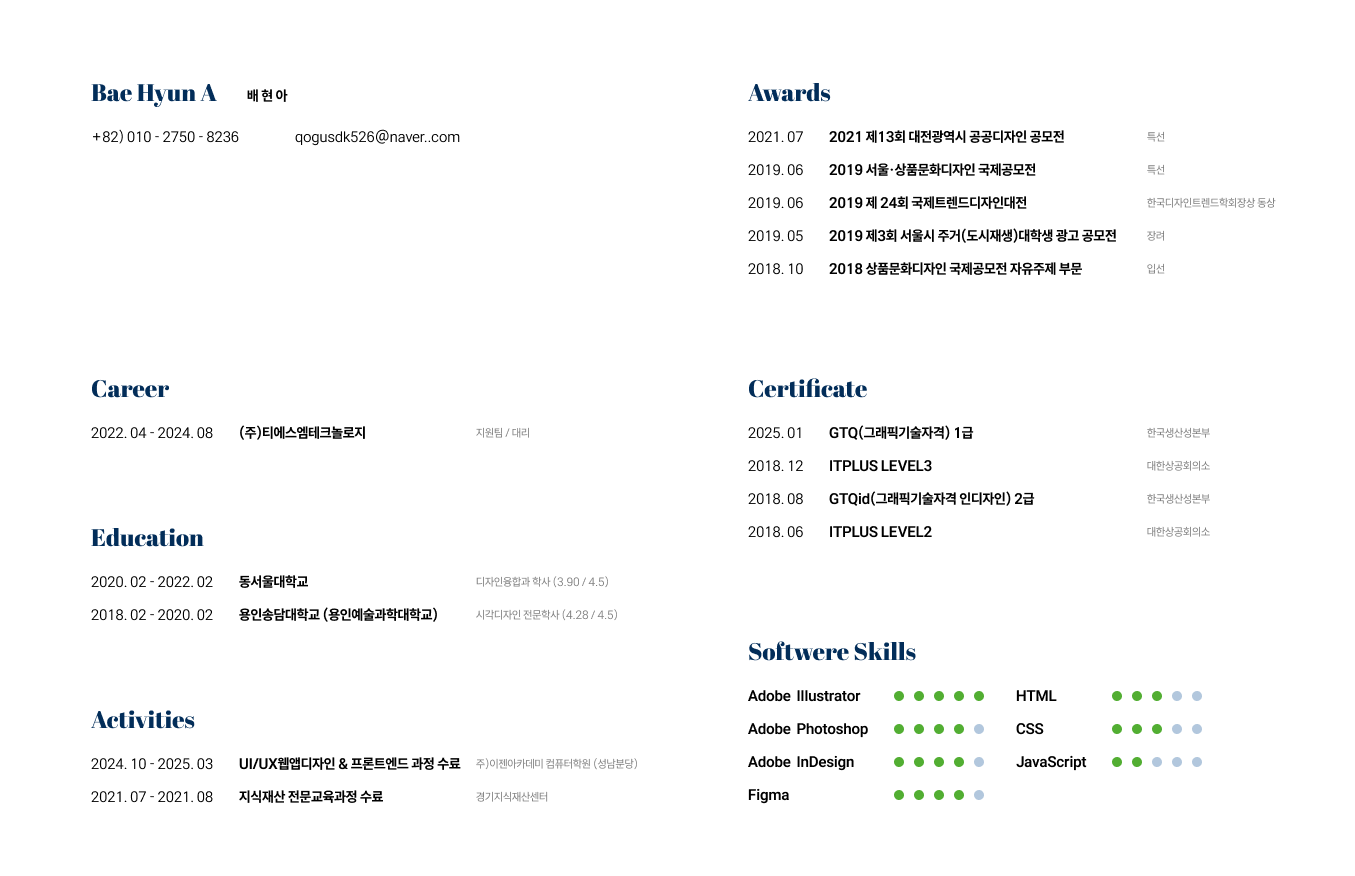 Bae Hyun A 배 현 아
+82) 010 - 2750 - 8236 qogusdk526@naver..com
Career
2022. 04 - 2024. 08 (주)티에스엠테크놀로지 지원팀 / 대리
Education
2020. 02 - 2022. 02 동서울대학교 디자인융합과 학사 (3.90 / 4.5)
2018. 02 - 2020. 02 용인송담대학교 (용인예술과학대학교) 시각디자인 전문학사 (4.28 / 4.5)
Activities
2024. 10 - 2025. 03 UI/UX웹앱디자인 & 프론트엔드 과정 수료 주)이젠아카데미 컴퓨터학원 (성남분당)
2021. 07 - 2021. 08 지식재산 전문교육과정 수료 경기지식재산센터
Awards
2021. 07 2021 제13회 대전광역시 공공디자인 공모전 특선
2019. 06 2019 서울·상품문화디자인 국제공모전 특선
2019. 06 2019 제 24회 국제트렌드디자인대전 한국디자인트렌드학회장상 동상
2019. 05 2019 제3회 서울시 주거(도시재생)대학생 광고 공모전 장려
2018. 10 2018 상품문화디자인 국제공모전 자유주제 부문 입선
Certificate
2025. 01 GTQ(그래픽기술자격) 1급 한국생산성본부
2018. 12 ITPLUS LEVEL3 대한상공회의소
2018. 08 GTQid(그래픽기술자격 인디자인) 2급 한국생산성본부
2018. 06 ITPLUS LEVEL2 대한상공회의소
Softwere Skills
Adobe Illustrator HTML
Adobe Photoshop CSS
Adobe InDesign JavaScript
Figma